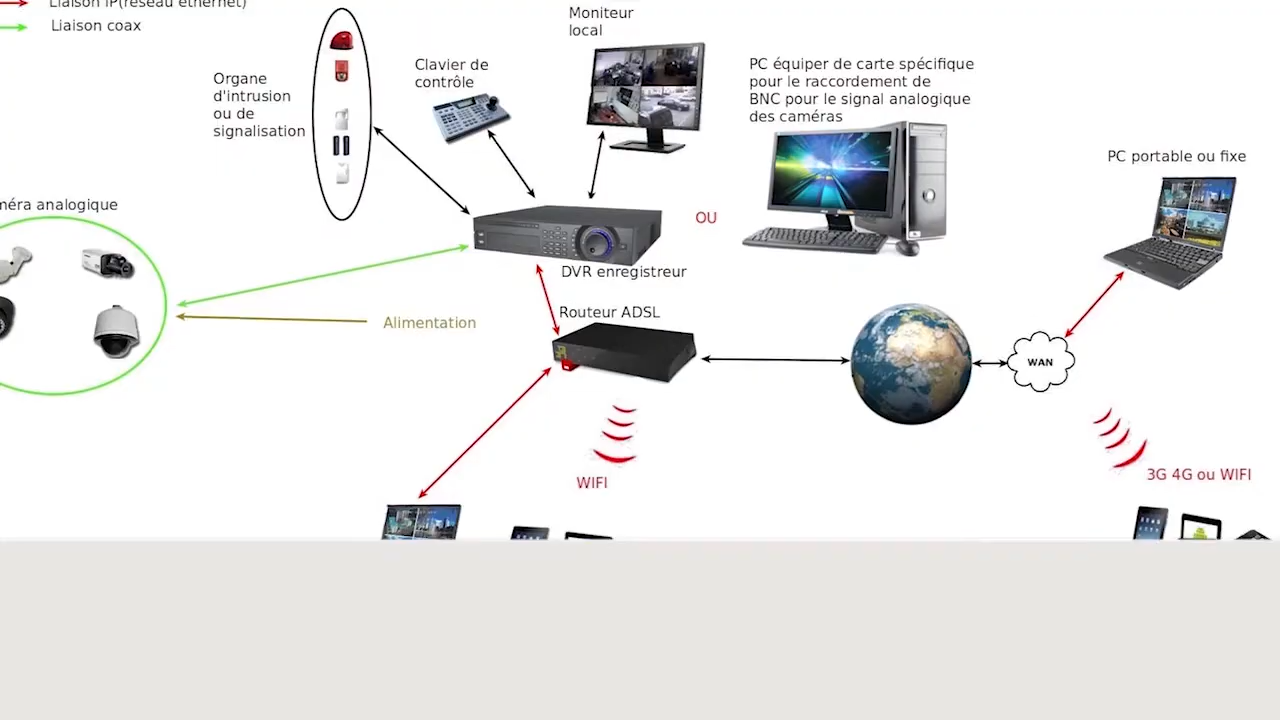 Liaison IP(réseau ethernet)
Liaison coax
Moniteur
local
Clavier de
contrôle
Organe
d'intrusion
ou de
signalisation
PC équiper de carte spécifique
pour le raccordement de
BNC pour le signal analogique
des caméras
PC portable ou fixe
méra analogique
OU
DVR enregistreur
Routeur ADSL
Alimentation
WAN
WIFI
3G 4G ou WIFI